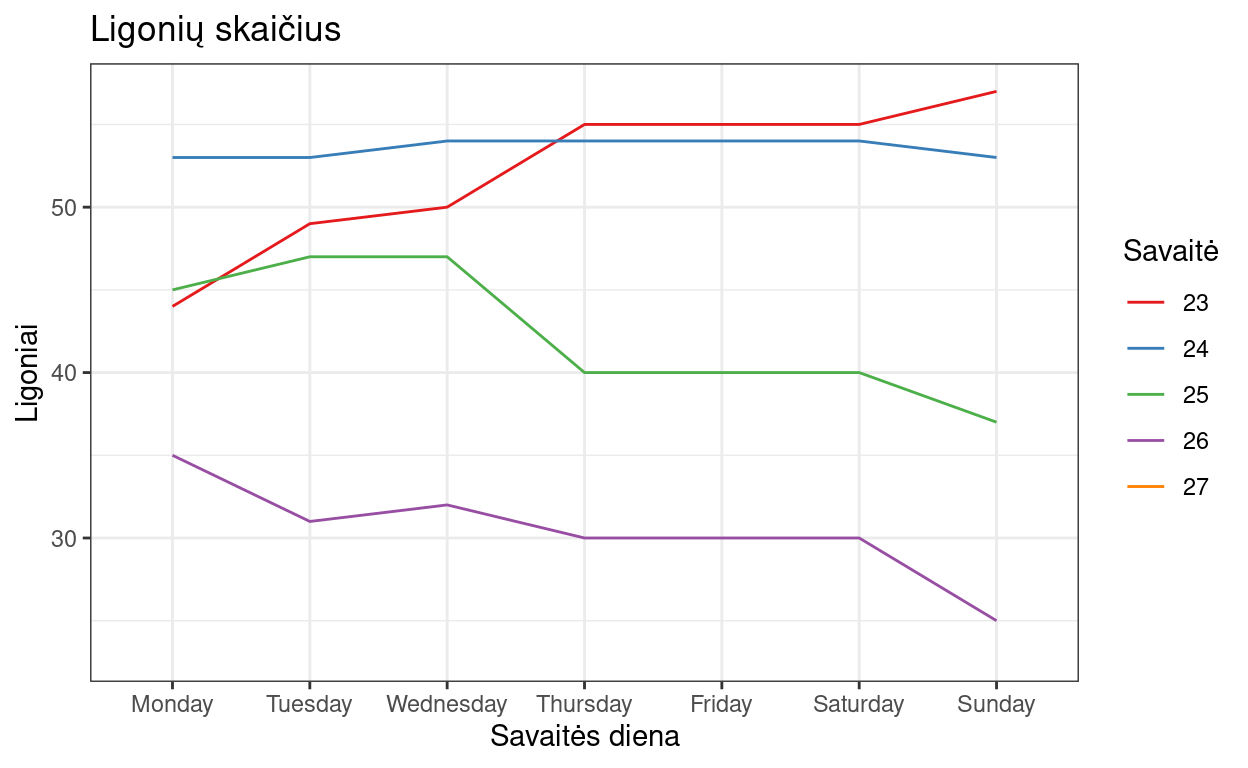 Ligonių skaičius
Ligoniai
50
40
30
Monday Tuesday Wednesday Thursday Friday Saturday Sunday
Savaitės diena
Savaitė
23
24
25
26
27